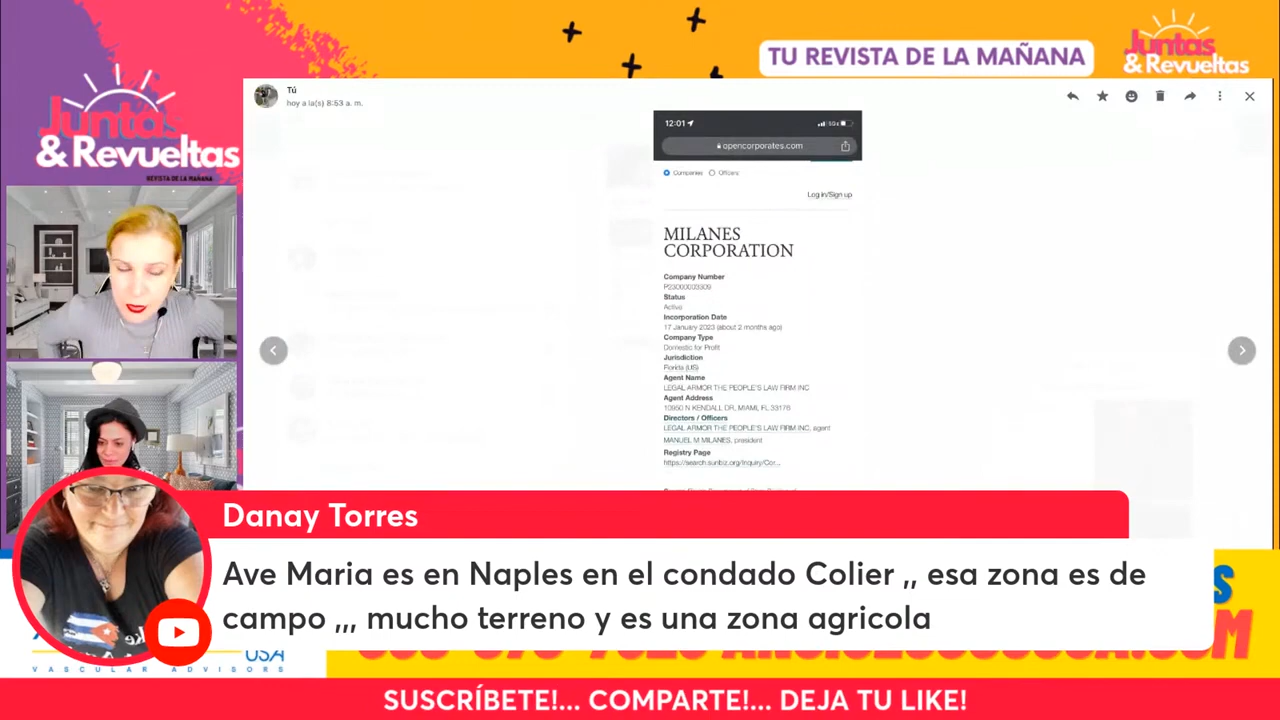 TU REVISTA DE LA MAÑANA
Juntas
& Revueltas
Juntas
& Revueltas
REVISTA DE LA MAÑANA
Tú
hoy a la(s) 8:53 a. m.
12:01
opencorporates.com
Companies Officers
Log in/Sign up
MILANES
CORPORATION
Company Number
P23000003309
Status
Active
Incorporation Date
17 January 2023 (about 2 months ago)
Company Type
Domestic for Profit
Jurisdiction
Florida (US)
Agent Name
LEGAL ARMOR THE PEOPLE'S LAW FIRM INC
Agent Address
10950 N KENDALL DR, MIAMI, FL 33176
Directors / Officers
LEGAL ARMOR THE PEOPLE'S LAW FIRM INC, agent
MANUEL M MILANES, president
Registry Page
https://search.sunbiz.org/Inquiry/Cor...
Danay Torres
Ave Maria es en Naples en el condado Colier ,, esa zona es de
campo ,,, mucho terreno y es una zona agricola
USA
VASCULAR ADVISORS
SUSCRÍBETE!... COMPARTE!... DEJA TU LIKE!